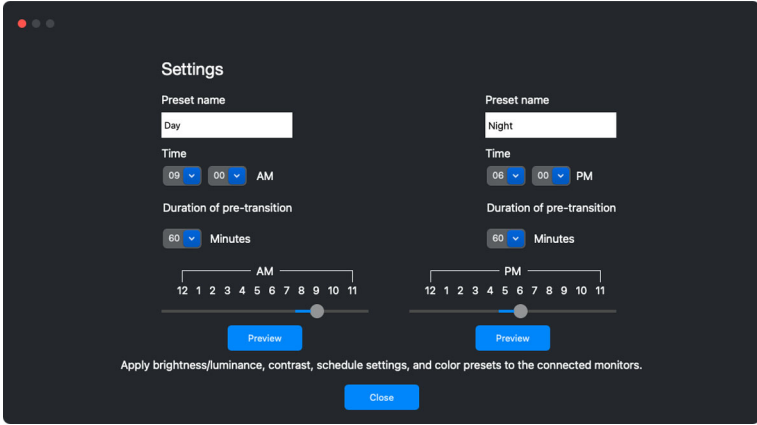 Settings
Preset name Preset name
Day Night
Time Time
09 00 AM 06 00 PM
Duration of pre-transition Duration of pre-transition
60 Minutes 60 Minutes
AM PM
12 1 2 3 4 5 6 7 8 9 10 11 12 1 2 3 4 5 6 7 8 9 10 11
Preview Preview
Apply brightness/luminance, contrast, schedule settings, and color presets to the connected monitors.
Close